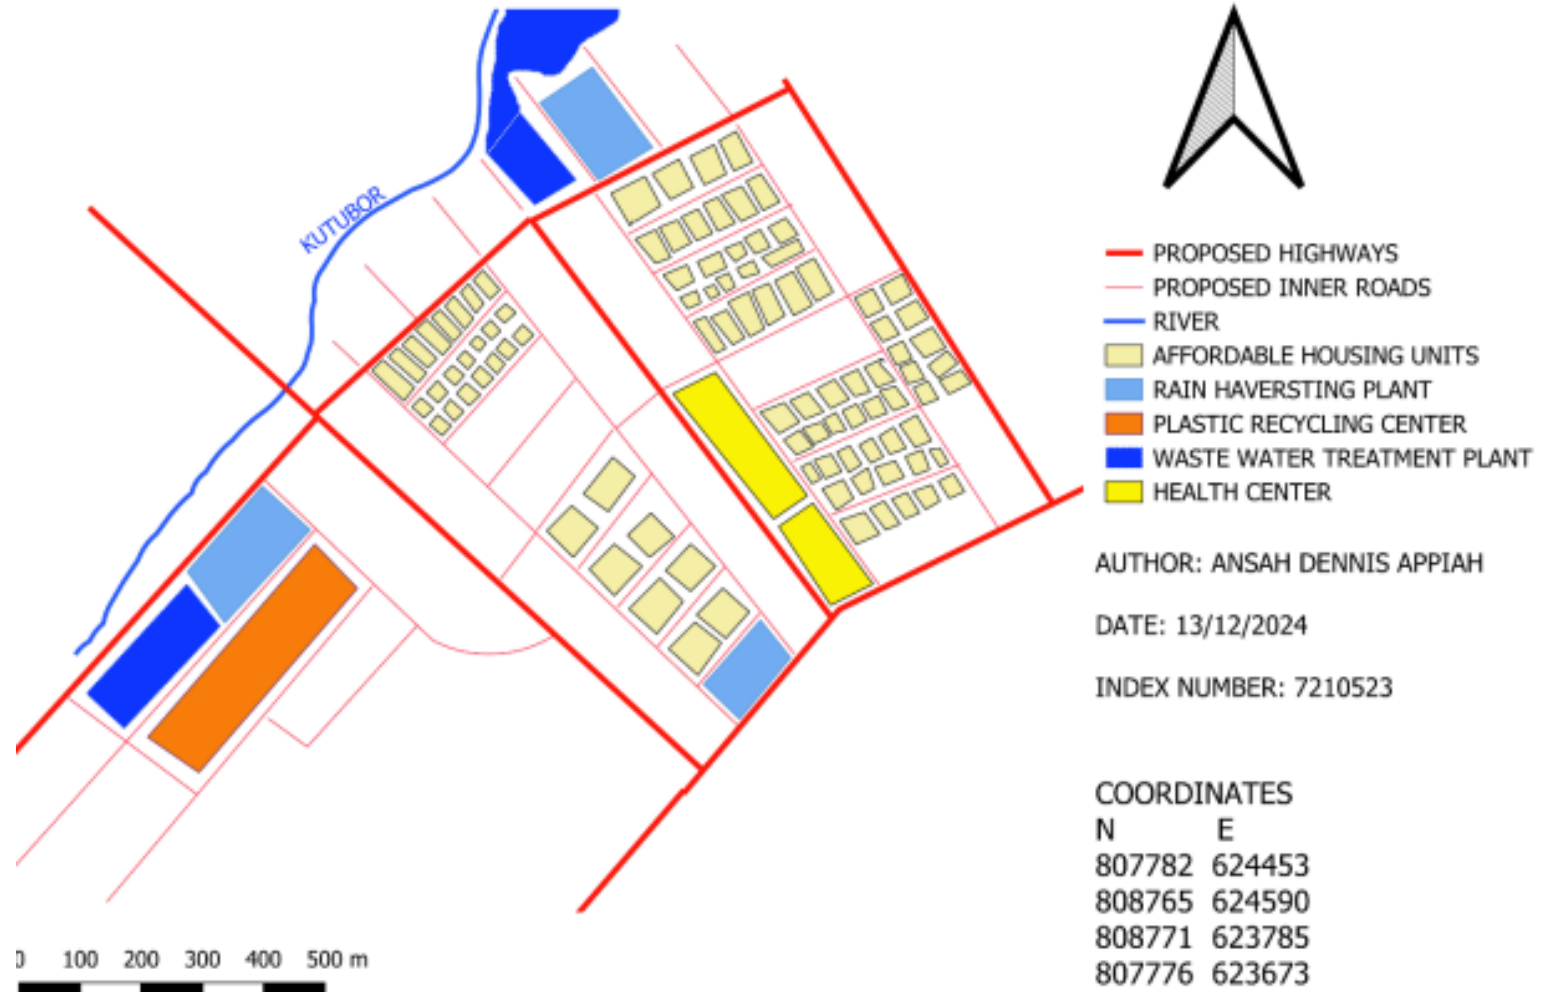 KUTUBOR
PROPOSED HIGHWAYS
PROPOSED INNER ROADS
RIVER
AFFORDABLE HOUSING UNITS
RAIN HAVERSTING PLANT
PLASTIC RECYCLING CENTER
WASTE WATER TREATMENT PLANT
HEALTH CENTER
AUTHOR: ANSAH DENNIS APPIAH
DATE: 13/12/2024
INDEX NUMBER: 7210523
COORDINATES
N E
807782 624453
808765 624590
808771 623785
807776 623673
0 100 200 300 400 500 m